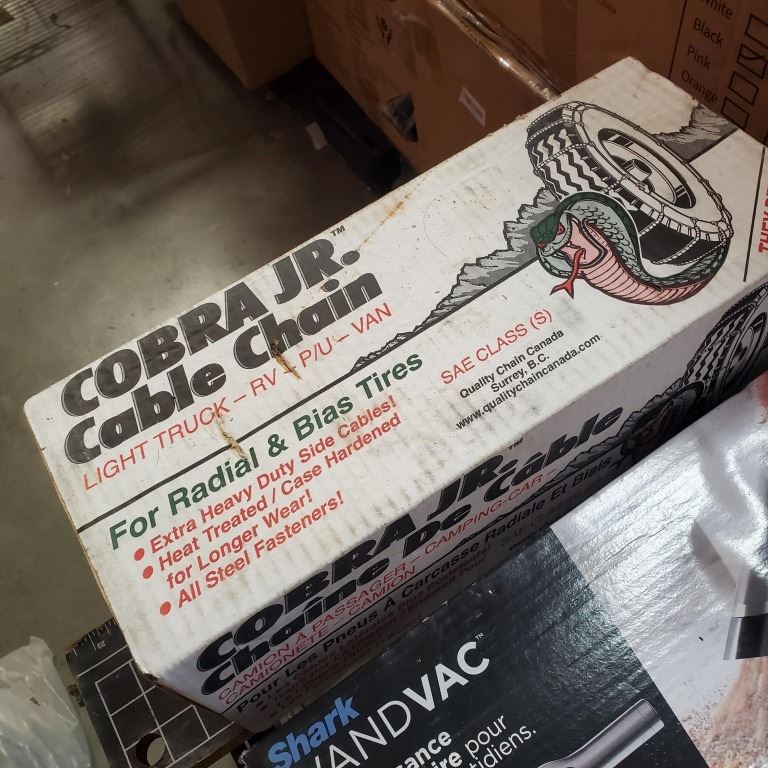 COBRA JR.™
Cable Chain
LIGHT TRUCK – RV – P/U – VAN
For Radial & Bias Tires
• Extra Heavy Duty Side Cables!
• Heat Treated / Case Hardened
for Longer Wear!
• All Steel Fasteners!
SAE CLASS (S)
Quality Chain Canada
Surrey, B.C.
www.qualitychaincanada.com
COBRA JR.™
Chaîne De Câble
CAMION À PASSAGER – CAMPING-CAR –
CAMIONETTE – CAMION
Pour Les Pneus À Carcasse Radiale Et Biais
Shark
WANDVAC™
pour
tidiens.
White
Black
Pink
Orange